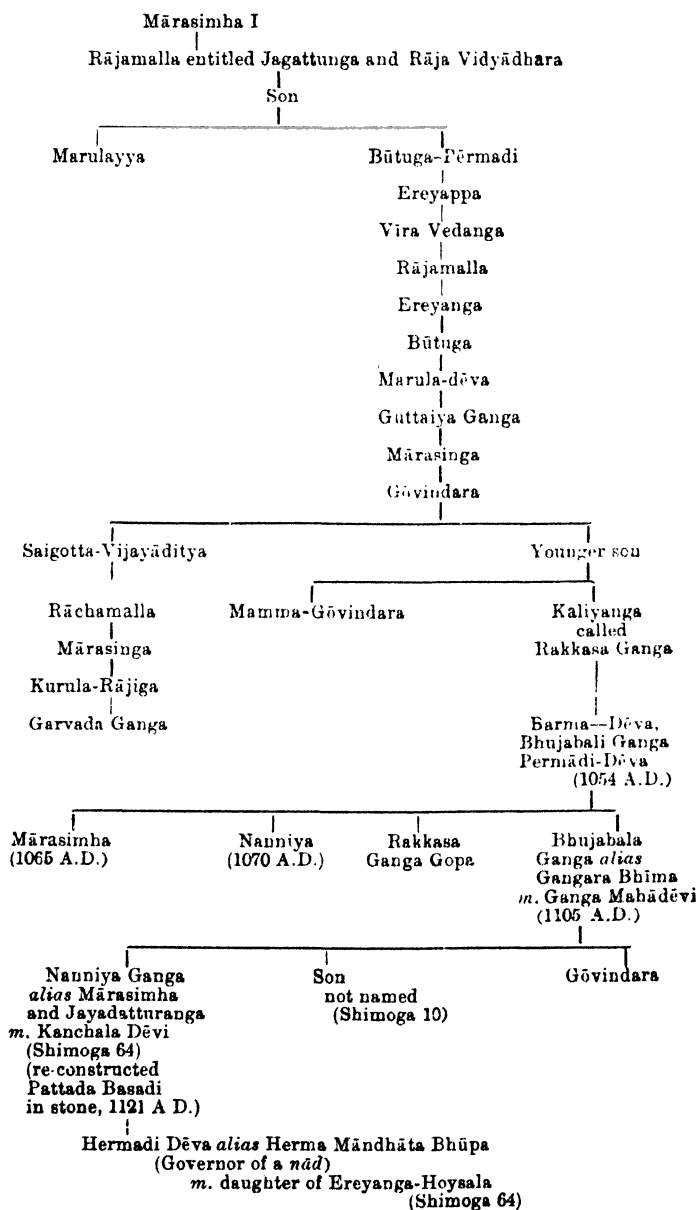 Mārasimha I
Rājamalla entitled Jagattunga and Rāja Vidyādhara
Son
Marulayya
Būtuga-Pērmadi
Ereyappa
Vīra Vedanga
Rājamalla
Ereyanga
Būtuga
Marula-dēva
Guttaiya Ganga
Mārasinga
Gōvindara
Saigotta-Vijayāditya
Younger son
Rāchamalla
Mārasinga
Kurula-Rājiga
Garvada Ganga
Mamma-Gōvindara
Kaliyanga
called
Rakkasa Ganga
Barma--Dēva,
Bhujabali Ganga
Permādi-Dēva
(1054 A.D.)
Mārasimha
(1065 A.D.)
Nanniya
(1070 A.D.)
Rakkasa
Ganga Gopa
Bhujabala
Ganga alias
Gangara Bhīma
m. Ganga Mahādēvi
(1105 A.D.)
Nanniya Ganga
alias Mārasimha
and Jayadatturanga
m. Kanchala Dēvi
(Shimoga 64)
(re-constructed
Pattada Basadi
in stone, 1121 A D.)
Son
not named
(Shimoga 10)
Gōvindara
Hermadi Dēva alias Herma Māndhāta Bhūpa
(Governor of a nād)
m. daughter of Ereyanga-Hoysala
(Shimoga 64)